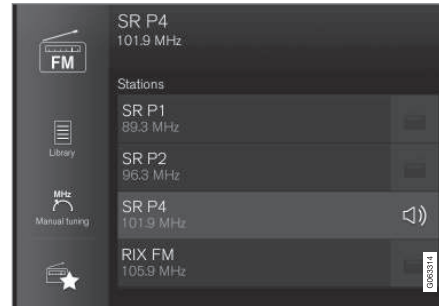 FM
SR P4
101.9 MHz
Stations
SR P1
89.3 MHz
SR P2
96.3 MHz
Library
SR P4
101.9 MHz
MHz
Manual tuning
RIX FM
105.9 MHz
G063314